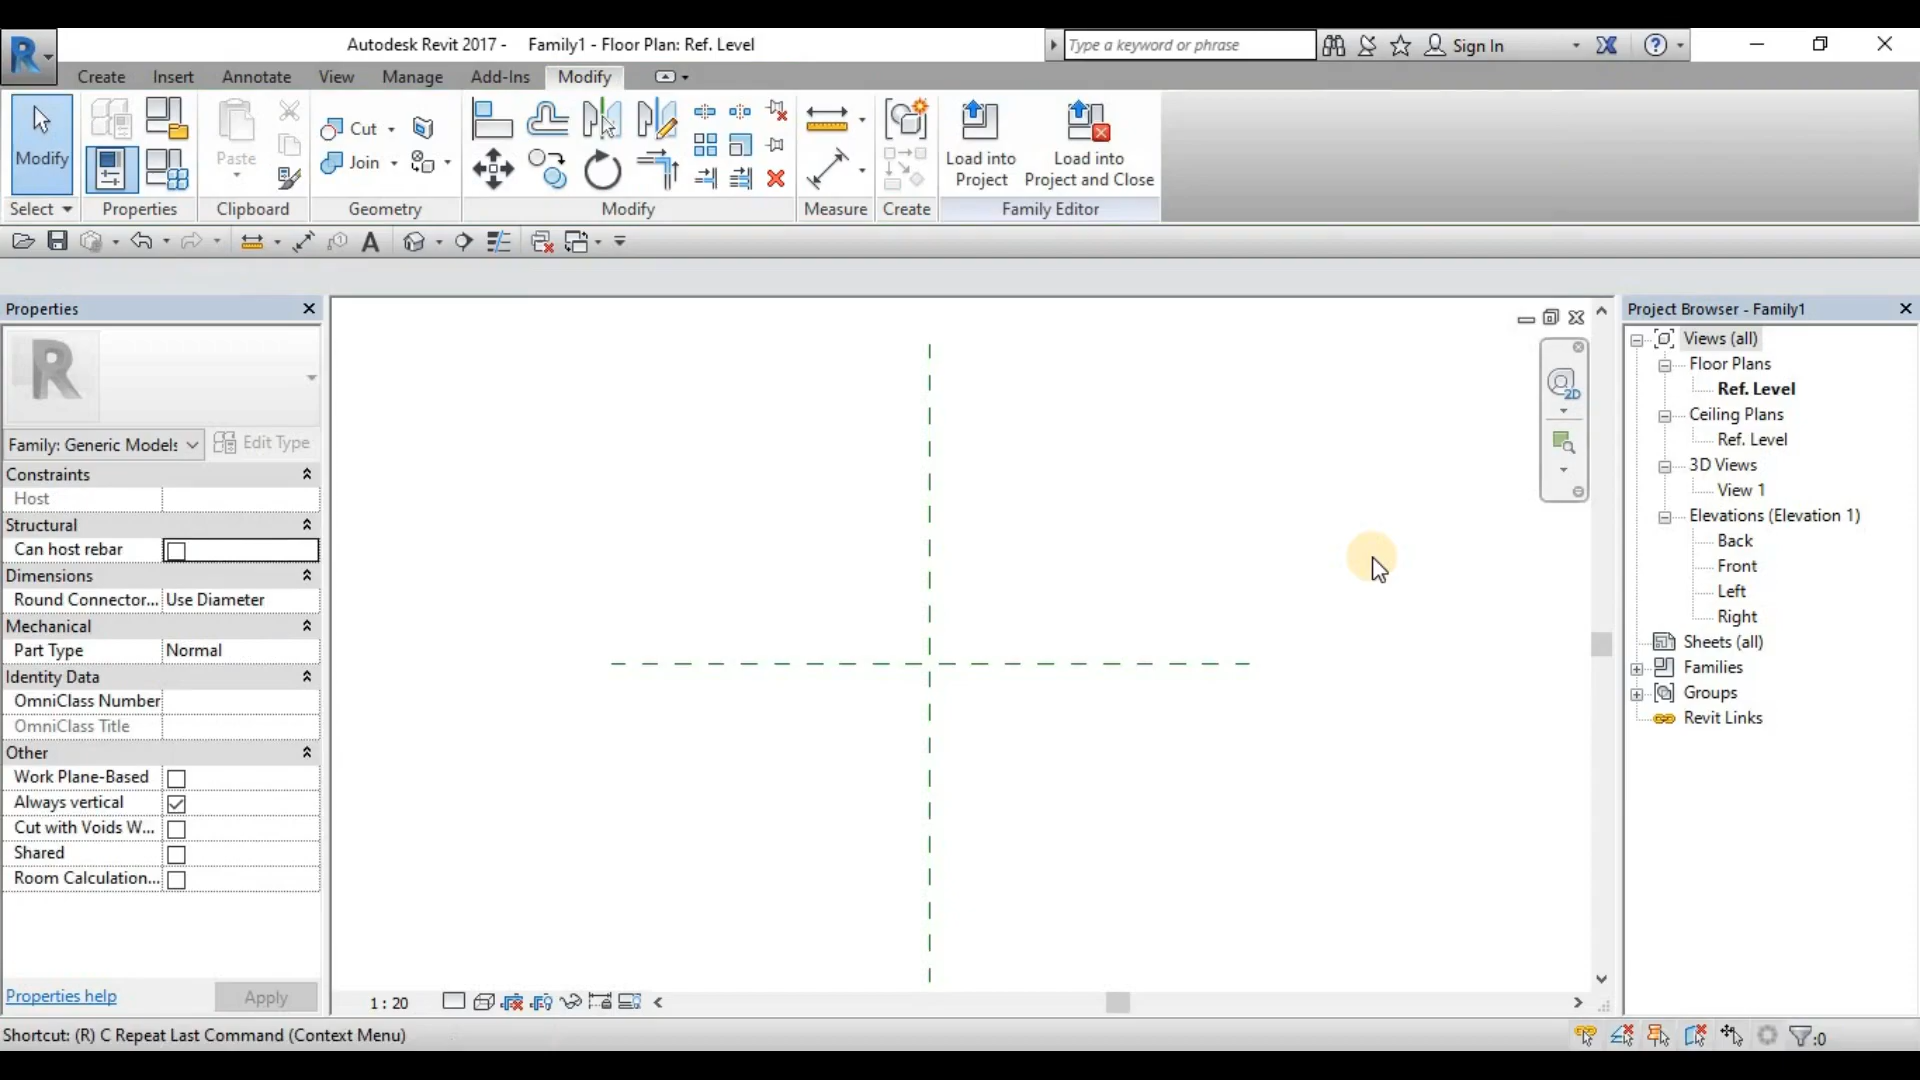 Autodesk Revit 2017 - Family1 - Floor Plan: Ref. Level
Type a keyword or phrase
Sign In
Create Insert Annotate View Manage Add-Ins Modify
Modify
Paste
Cut
Join
Load into Project
Load into Project and Close
Select Properties Clipboard Geometry Modify Measure Create Family Editor
Properties
Family: Generic Models
Edit Type
Constraints
Host
Structural
Can host rebar
Dimensions
Round Connector... Use Diameter
Mechanical
Part Type Normal
Identity Data
OmniClass Number
OmniClass Title
Other
Work Plane-Based
Always vertical
Cut with Voids W...
Shared
Room Calculation...
Properties help
Apply
2D
1 : 20
Project Browser - Family1
Views (all)
Floor Plans
Ref. Level
Ceiling Plans
Ref. Level
3D Views
View 1
Elevations (Elevation 1)
Back
Front
Left
Right
Sheets (all)
Families
Groups
Revit Links
Shortcut: (R) C Repeat Last Command (Context Menu)
:0